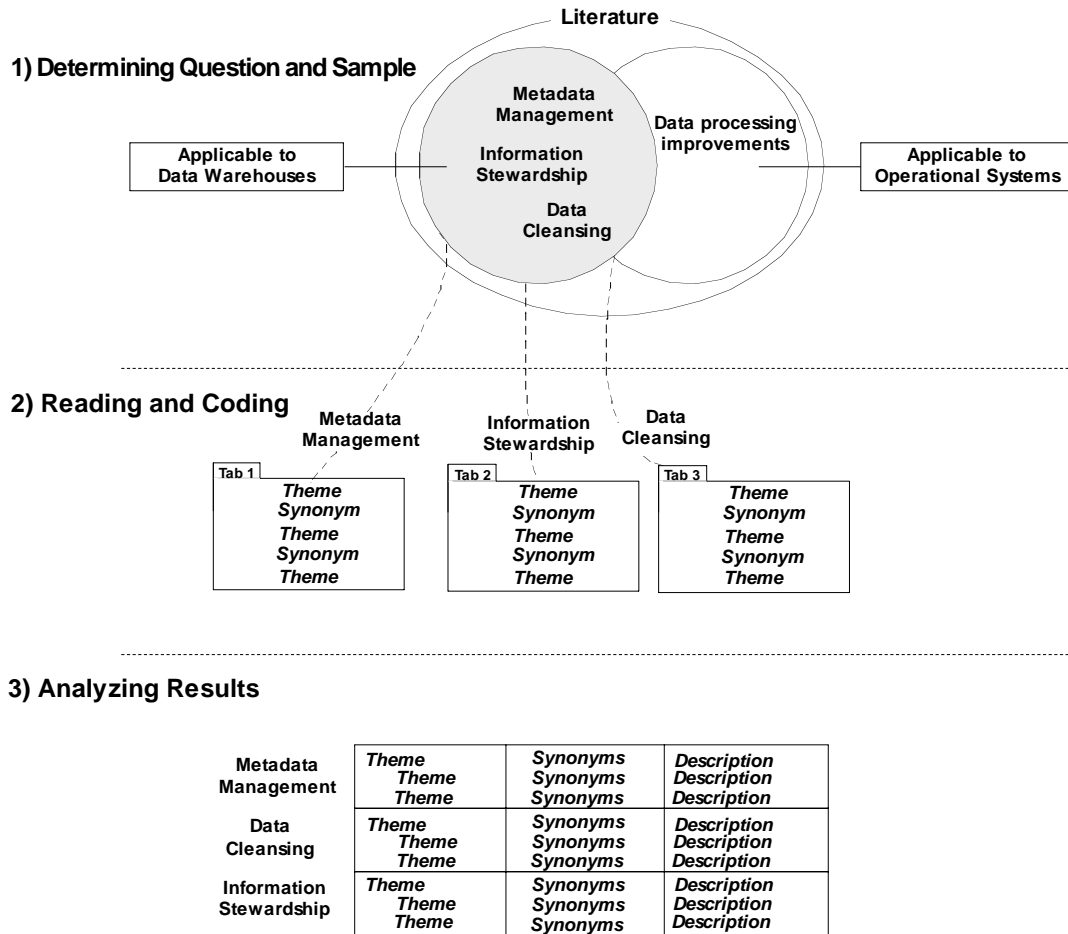 Literature
1) Determining Question and Sample
Metadata
Management
Data processing
improvements
Applicable to
Data Warehouses
Information
Stewardship
Applicable to
Operational Systems
Data
Cleansing
2) Reading and Coding
Metadata
Management
Information
Stewardship
Data
Cleansing
Tab 1
Theme
Synonym
Theme
Synonym
Theme
Tab 2
Theme
Synonym
Theme
Synonym
Theme
Tab 3
Theme
Synonym
Theme
Synonym
Theme
3) Analyzing Results
Metadata
Management
Theme Synonyms Description
Theme Synonyms Description
Theme Synonyms Description
Data
Cleansing
Theme Synonyms Description
Theme Synonyms Description
Theme Synonyms Description
Information
Stewardship
Theme Synonyms Description
Theme Synonyms Description
Theme Synonyms Description